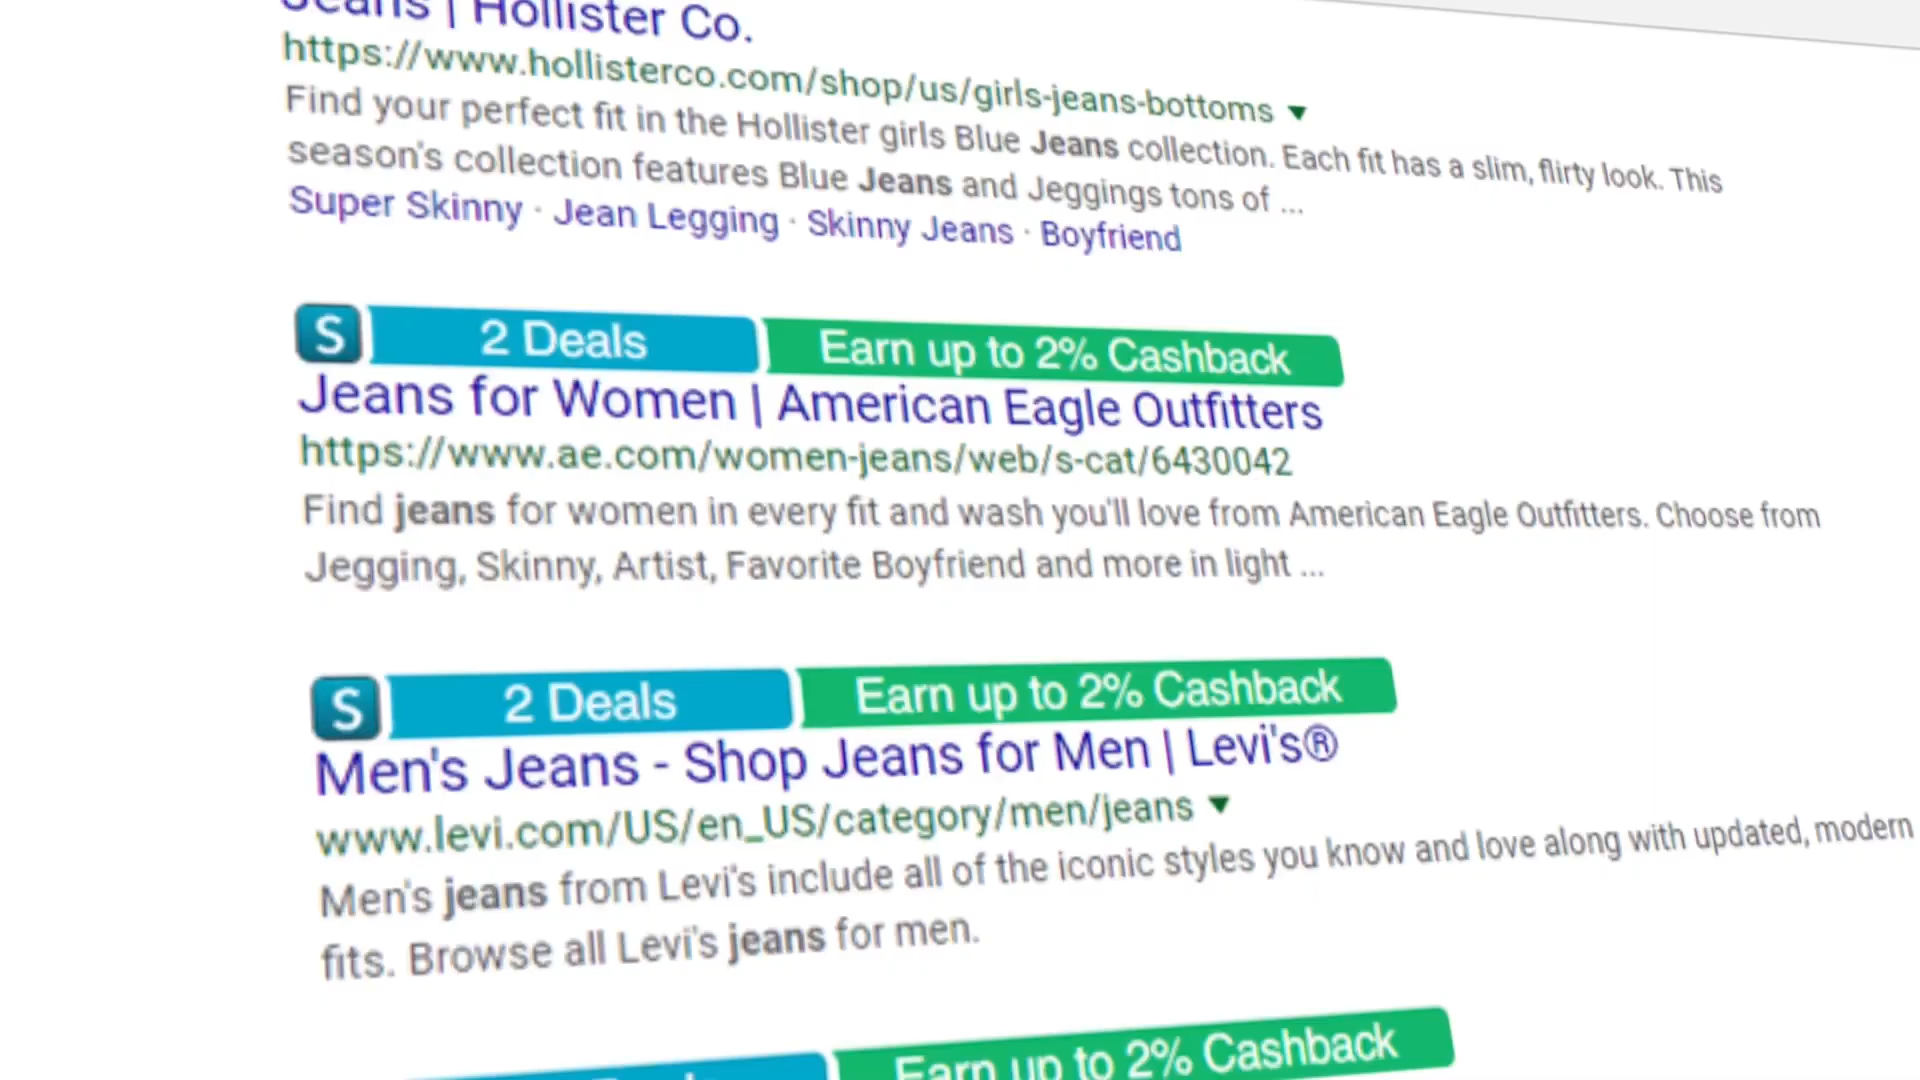 Jeans | Hollister Co.
https://www.hollisterco.com/shop/us/girls-jeans-bottoms ▼
Find your perfect fit in the Hollister girls Blue Jeans collection. Each fit has a slim, flirty look. This
season's collection features Blue Jeans and Jeggings tons of ...
Super Skinny · Jean Legging · Skinny Jeans · Boyfriend
S 2 Deals Earn up to 2% Cashback
Jeans for Women | American Eagle Outfitters
https://www.ae.com/women-jeans/web/s-cat/6430042
Find jeans for women in every fit and wash you'll love from American Eagle Outfitters. Choose from
Jegging, Skinny, Artist, Favorite Boyfriend and more in light ...
S 2 Deals Earn up to 2% Cashback
Men's Jeans - Shop Jeans for Men | Levi's®
www.levi.com/US/en_US/category/men/jeans ▼
Men's jeans from Levi's include all of the iconic styles you know and love along with updated, modern
fits. Browse all Levi's jeans for men.
Earn up to 2% Cashback